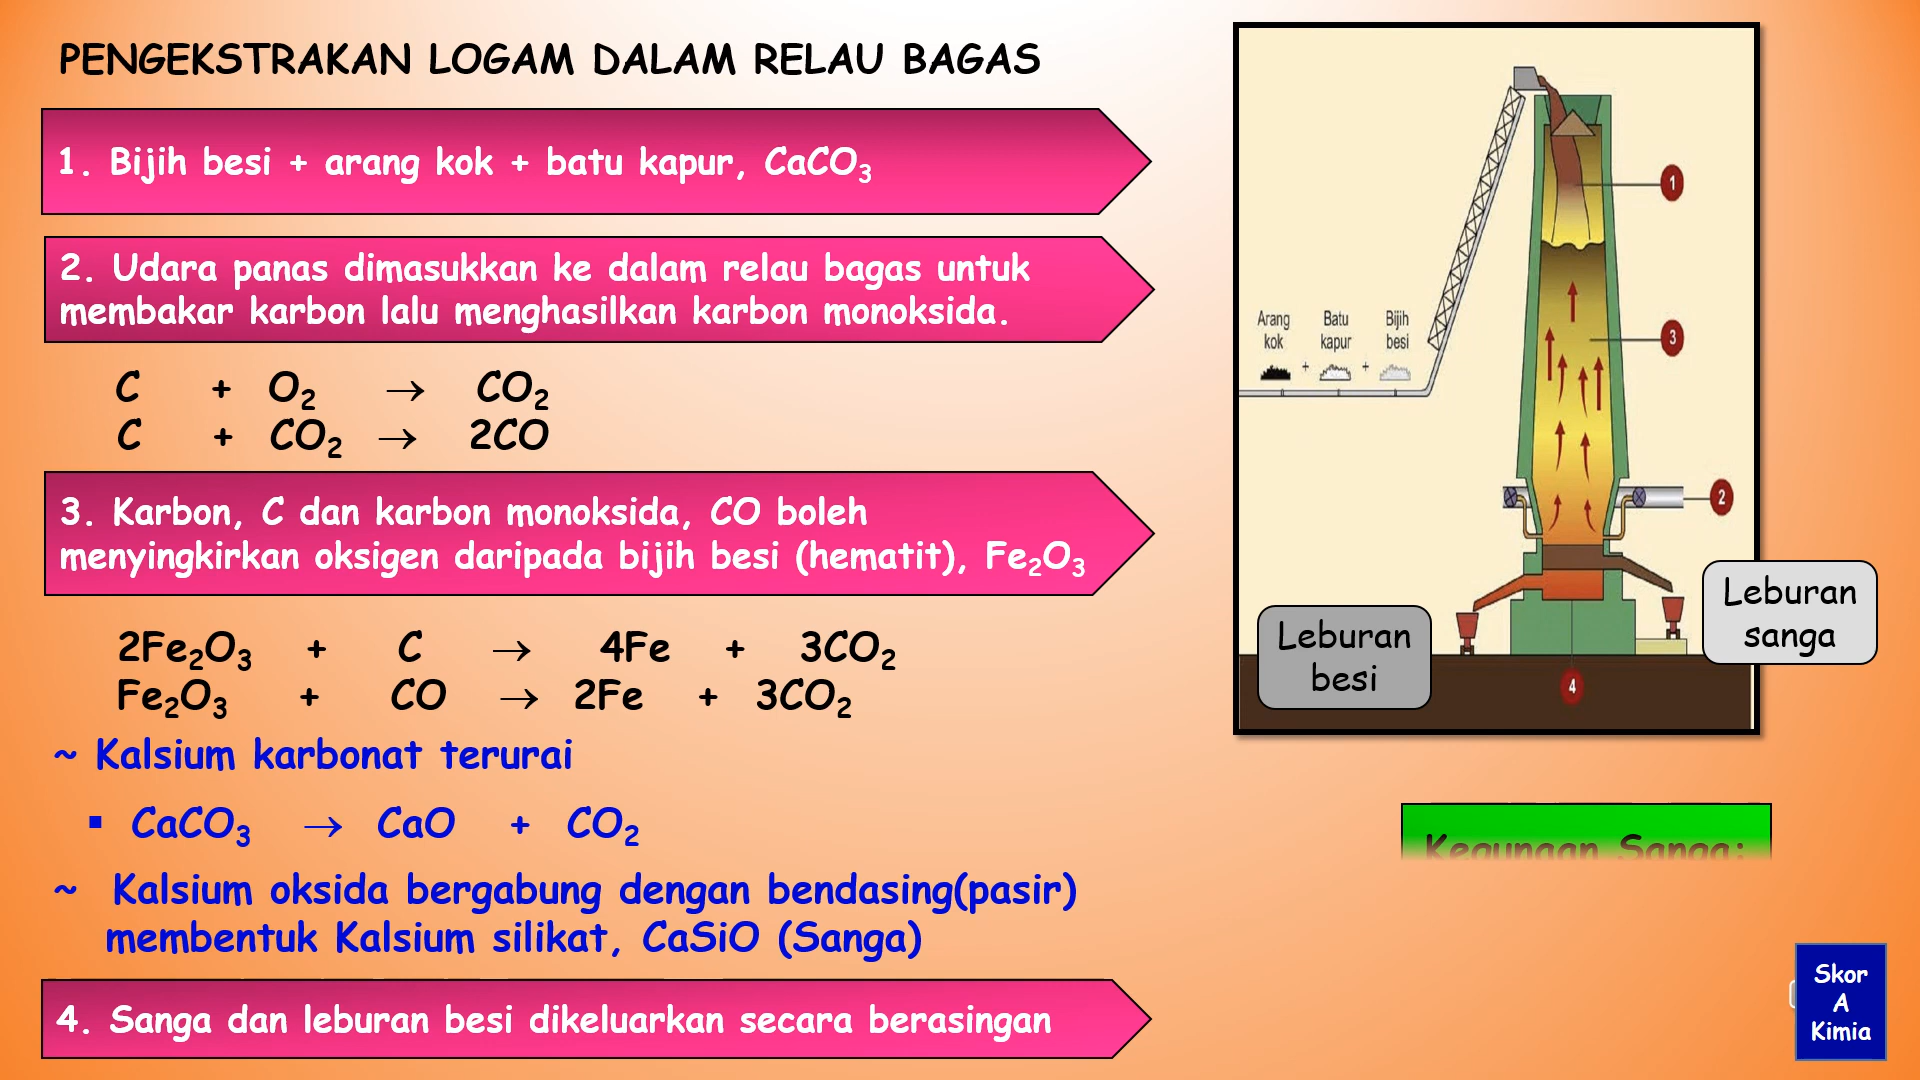 PENGEKSTRAKAN LOGAM DALAM RELAU BAGAS
1. Bijih besi + arang kok + batu kapur, CaCO₃
2. Udara panas dimasukkan ke dalam relau bagas untuk
membakar karbon lalu menghasilkan karbon monoksida.
C + O₂ → CO₂
C + CO₂ → 2CO
3. Karbon, C dan karbon monoksida, CO boleh
menyingkirkan oksigen daripada bijih besi (hematit), Fe₂O₃
2Fe₂O₃ + C → 4Fe + 3CO₂
Fe₂O₃ + CO → 2Fe + 3CO₂
~ Kalsium karbonat terurai
▪ CaCO₃ → CaO + CO₂
~ Kalsium oksida bergabung dengan bendasing(pasir)
membentuk Kalsium silikat, CaSiO (Sanga)
4. Sanga dan leburan besi dikeluarkan secara berasingan
1
Arang Batu Bijih
kok kapur besi
+ +
3
2
Leburan
sanga
Leburan
besi
4
Kegunaan Sanga:
Skor
A
Kimia